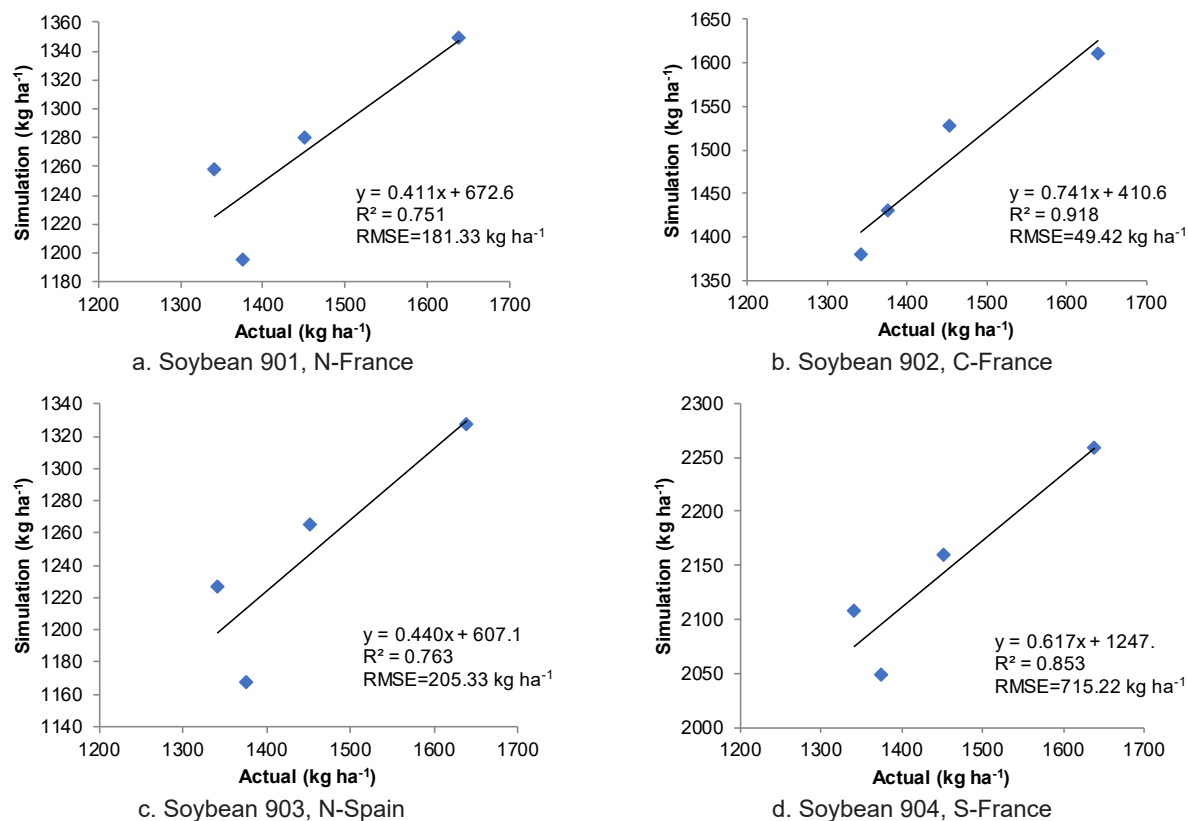 1360
1340
1320
1300
1280
1260
1240
1220
1200
1180
Simulation (kg ha⁻¹)
y = 0.411x + 672.6
R² = 0.751
RMSE=181.33 kg ha⁻¹
1200 1300 1400 1500 1600 1700
Actual (kg ha⁻¹)
a. Soybean 901, N-France
1650
1600
1550
1500
1450
1400
1350
Simulation (kg ha⁻¹)
y = 0.741x + 410.6
R² = 0.918
RMSE=49.42 kg ha⁻¹
1200 1300 1400 1500 1600 1700
Actual (kg ha⁻¹)
b. Soybean 902, C-France
1340
1320
1300
1280
1260
1240
1220
1200
1180
1160
1140
Simulation (kg ha⁻¹)
y = 0.440x + 607.1
R² = 0.763
RMSE=205.33 kg ha⁻¹
1200 1300 1400 1500 1600 1700
Actual (kg ha⁻¹)
c. Soybean 903, N-Spain
2300
2250
2200
2150
2100
2050
2000
Simulation (kg ha⁻¹)
y = 0.617x + 1247.
R² = 0.853
RMSE=715.22 kg ha⁻¹
1200 1300 1400 1500 1600 1700
Actual (kg ha⁻¹)
d. Soybean 904, S-France